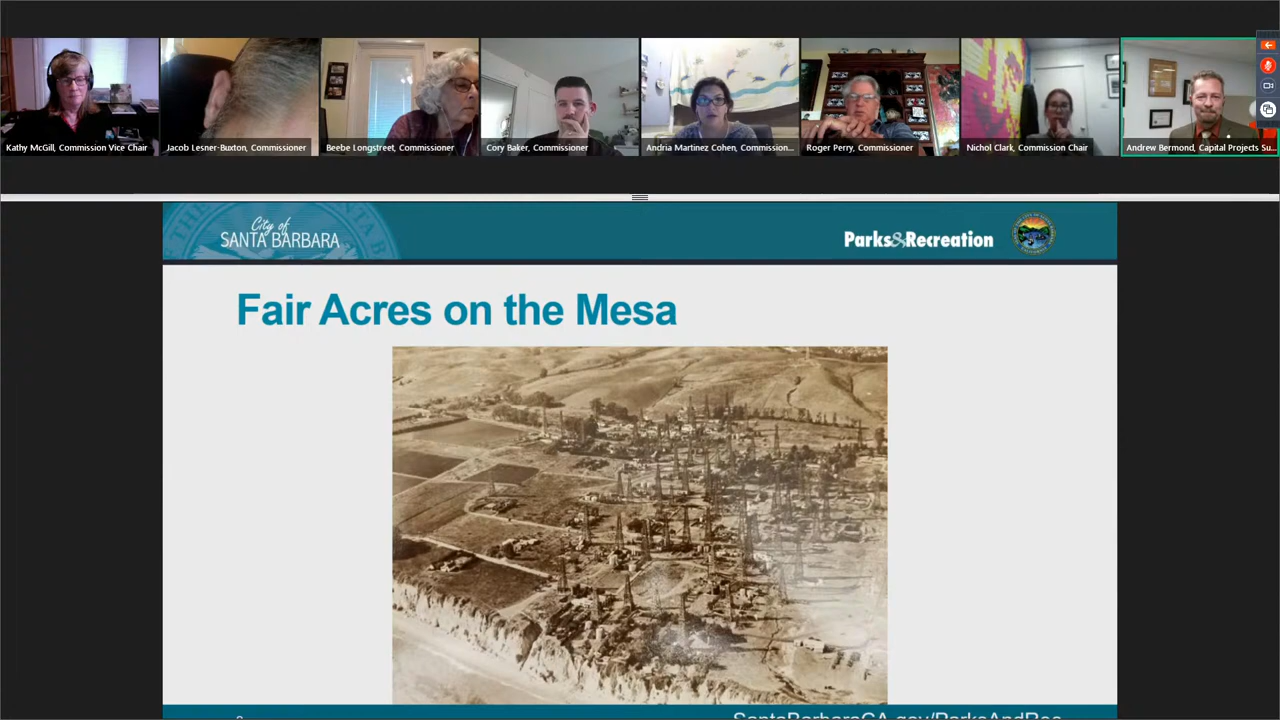 Kathy McGill, Commission Vice Chair
Jacob Lesner-Buxton, Commissioner
Beebe Longstreet, Commissioner
Cory Baker, Commissioner
Andria Martinez Cohen, Commission...
Roger Perry, Commissioner
Nichol Clark, Commission Chair
Andrew Bermond, Capital Projects Su...
City of
SANTA BARBARA
Parks&Recreation
Fair Acres on the Mesa
SantaBarbaraCA.gov/ParksAndRec